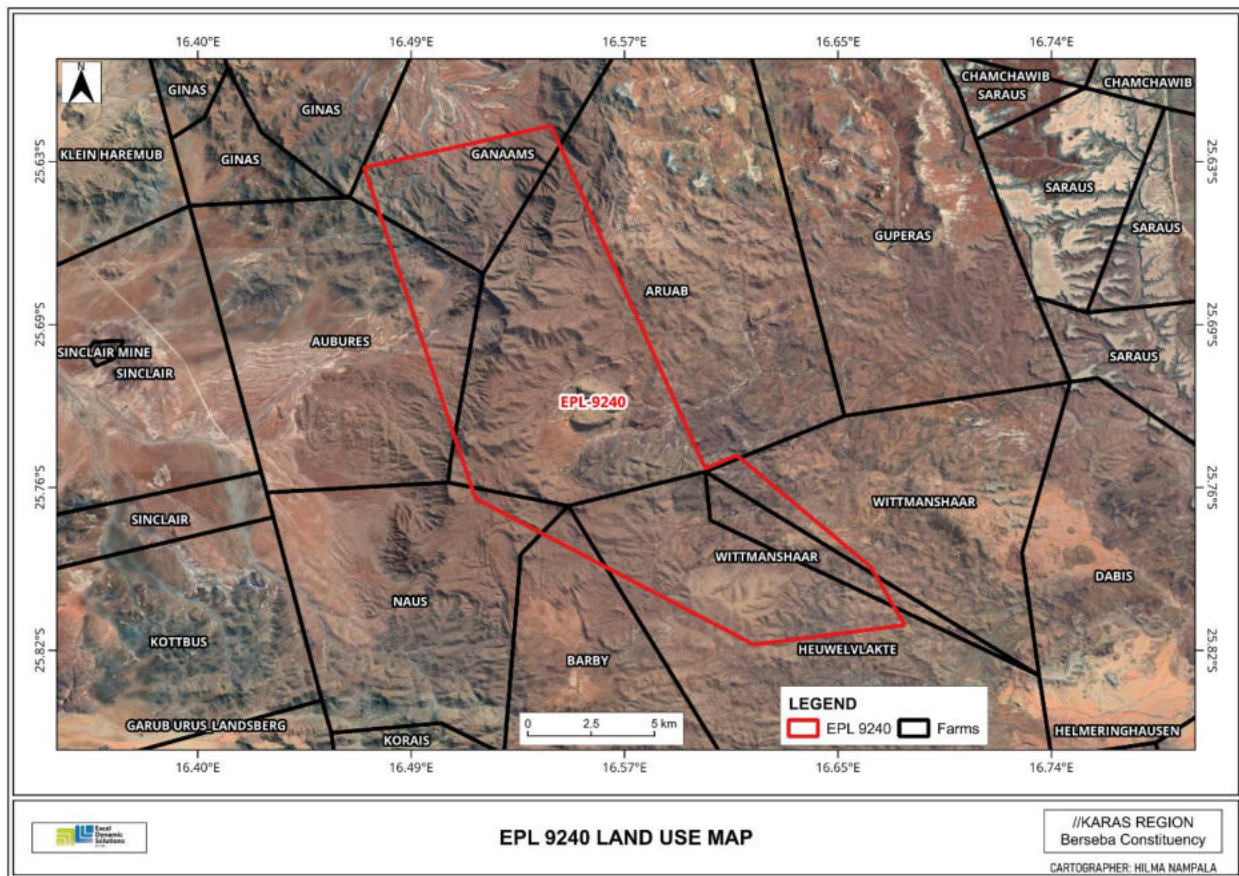 16.40°E
16.49°E
16.57°E
16.65°E
16.74°E
N
GINAS
GINAS
CHAMCHAWIB
CHAMCHAWIB
SARAUS
KLEIN HAREMUB
GINAS
GANAAMS
25.63°S
25.63°S
SARAUS
SARAUS
GUPERAS
ARUAB
25.69°S
25.69°S
AUBURES
SINCLAIR MINE
SINCLAIR
SARAUS
EPL-9240
25.76°S
25.76°S
WITTMANSHAAR
SINCLAIR
WITTMANSHAAR
DABIS
NAUS
KOTTBUS
25.82°S
25.82°S
HEUWELVLAKTE
BARBY
GARUB URUS_LANDSBERG
KORAIS
0 2.5 5 km
LEGEND
EPL 9240 Farms
HELMERINGHAUSEN
16.40°E
16.49°E
16.57°E
16.65°E
16.74°E
Excel
Dynamic
Solutions
EPL 9240 LAND USE MAP
//KARAS REGION
Berseba Constituency
CARTOGRAPHER: HILMA NAMPALA